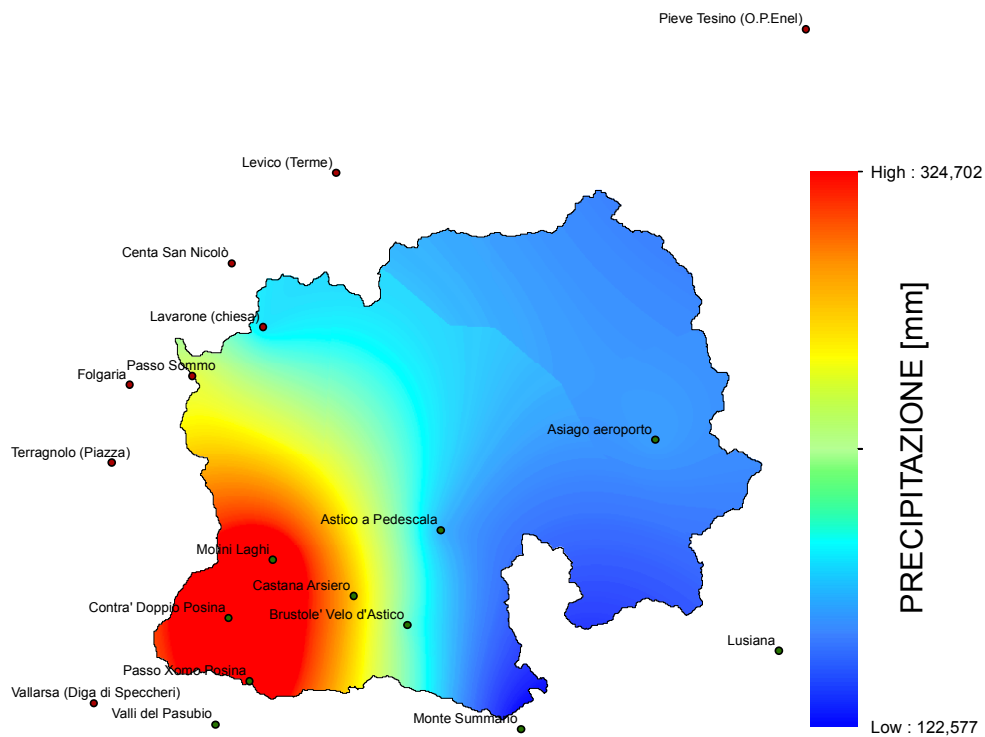 Pieve Tesino (O.P.Enel)
Levico (Terme)
High : 324,702
Centa San Nicolò
Lavarone (chiesa)
Passo Sommo
Folgaria
PRECIPITAZIONE [mm]
Asiago aeroporto
Terragnolo (Piazza)
Astico a Pedescala
Molini Laghi
Castana Arsiero
Contra' Doppio Posina
Brustole' Velo d'Astico
Lusiana
Passo Xomo Posina
Vallarsa (Diga di Speccheri)
Valli del Pasubio
Monte Summano
Low : 122,577